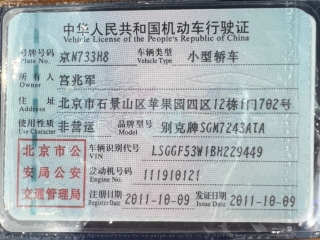 中华人民共和国机动车行驶证
Vehicle License of the People's Republic of China
号牌号码 京N733H8 车辆类型 小型轿车
Plate No. Vehicle Type
所有人 宫兆军
Owner
住址 北京市石景山区苹果园四区12栋1门702号
Address
使用性质 非营运 品牌型号 别克牌SGM7243ATA
Use Character Model
北京市公安局公安交通管理局
车辆识别代号 LSGGF53W1BH229449
VIN
发动机号码 111910121
Engine No.
注册日期 2011-10-09 发证日期 2011-10-09
Register Date Issue Date